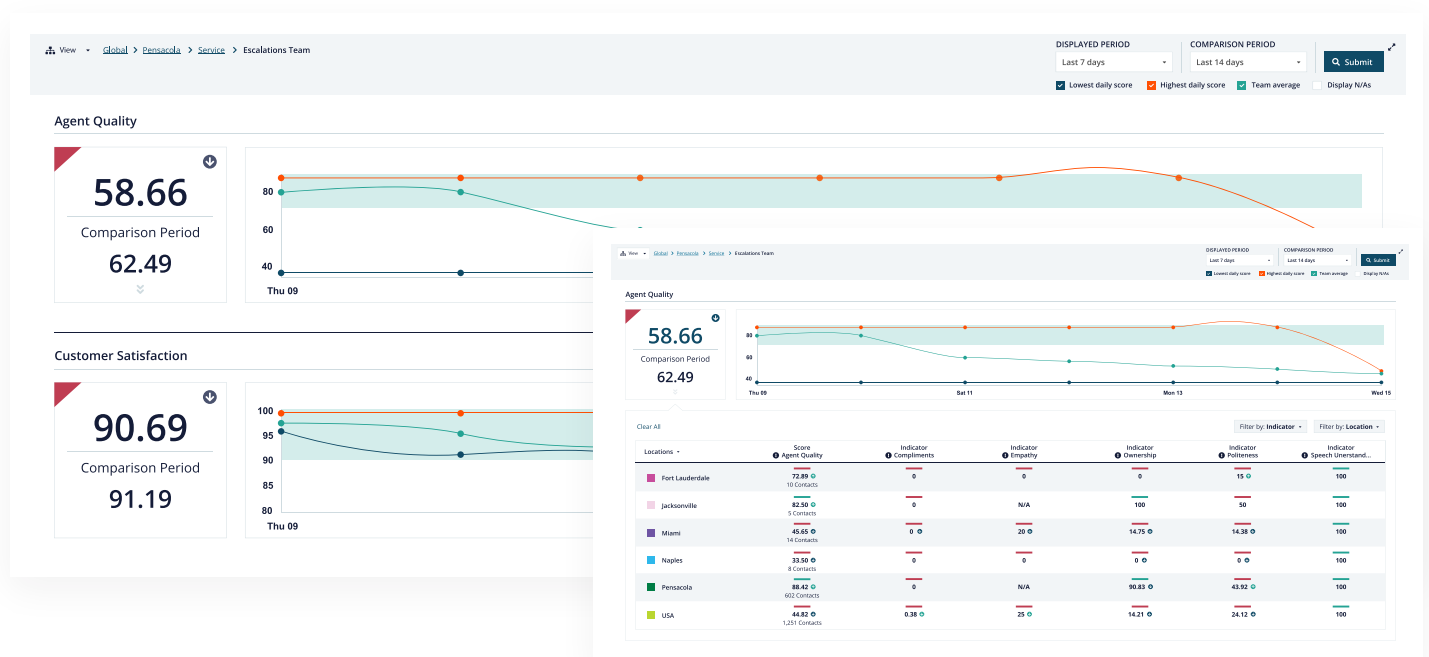 View Global > Pensacola > Service > Escalations Team
DISPLAYED PERIOD COMPARISON PERIOD
Last 7 days Last 14 days Submit
Lowest daily score Highest daily score Team average Display N/As
Agent Quality
58.66
Comparison Period
62.49
80
60
40
Thu 09
Customer Satisfaction
90.69
Comparison Period
91.19
100
95
90
85
80
Thu 09
View Global > Pensacola > Service > Escalations Team
DISPLAYED PERIOD COMPARISON PERIOD
Last 7 days Last 14 days Submit
Lowest daily score Highest daily score Team average Display N/As
Agent Quality
58.66
Comparison Period
62.49
80
60
40
Thu 09 Sat 11 Mon 13 Wed 15
Clear All Filter by: Indicator Filter by: Location
Score Indicator Indicator Indicator Indicator Indicator
Locations Agent Quality Compliments Empathy Ownership Politeness Speech Unerstand...
Fort Lauderdale 72.89 0 0 0 15 100
10 Contacts
Jacksonville 82.50 0 N/A 100 50 100
5 Contacts
Miami 45.65 0 20 14.75 14.38 100
14 Contacts
Naples 33.50 0 0 0 0 100
8 Contacts
Pensacola 88.42 0 N/A 90.83 43.92 100
602 Contacts
USA 44.82 0.38 25 14.21 24.12 100
1,251 Contacts